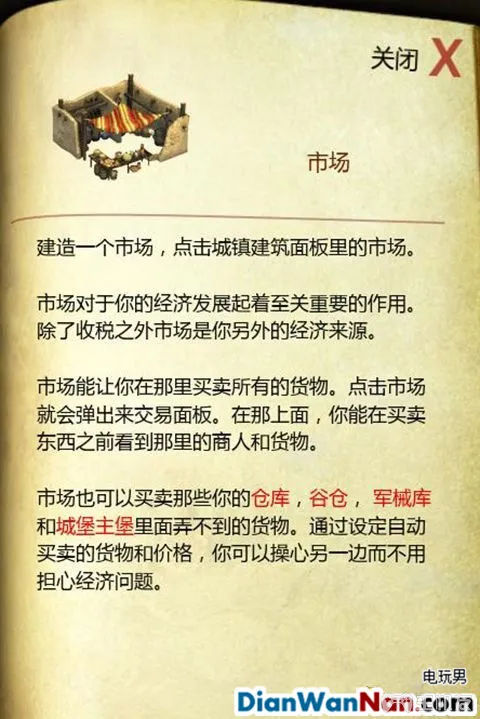 关闭 X
市场
建造一个市场，点击城镇建筑面板里的市场。
市场对于你的经济发展起着至关重要的作用。
除了收税之外市场是你另外的经济来源。
市场能让你在那里买卖所有的货物。点击市场
就会弹出来交易面板。在那上面，你能在买卖
东西之前看到那里的商人和货物。
市场也可以买卖那些你的仓库，谷仓， 军械库
和城堡主堡里面弄不到的货物。通过设定自动
买卖的货物和价格，你可以操心另一边而不用
担心经济问题。
电玩男
DianWanNan.com